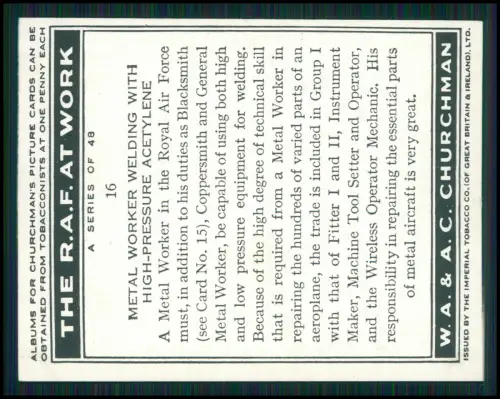 ALBUMS FOR CHURCHMAN'S PICTURE CARDS CAN BE
OBTAINED FROM TOBACCONISTS AT ONE PENNY EACH
THE R.A.F. AT WORK
A SERIES OF 48
16
METAL WORKER WELDING WITH
HIGH-PRESSURE ACETYLENE
A Metal Worker in the Royal Air Force
must, in addition to his duties as Blacksmith
(see Card No. 15), Coppersmith and General
Metal Worker, be capable of using both high
and low pressure equipment for welding.
Because of the high degree of technical skill
that is required from a Metal Worker in
repairing the hundreds of varied parts of an
aeroplane, the trade is included in Group I
with that of Fitter I and II, Instrument
Maker, Machine Tool Setter and Operator,
and the Wireless Operator Mechanic. His
responsibility in repairing the essential parts
of metal aircraft is very great.
W. A. & A. C. CHURCHMAN
ISSUED BY THE IMPERIAL TOBACCO CO. (OF GREAT BRITAIN & IRELAND), LTD.